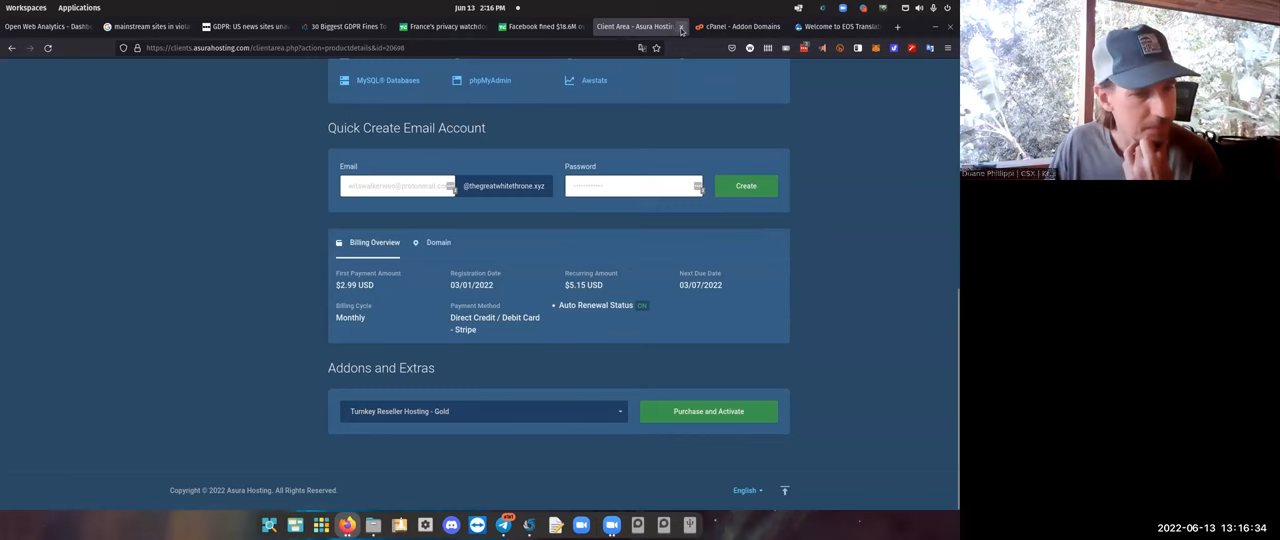 Workspaces Applications Jun 13 2:16 PM
Open Web Analytics - Dashbo
mainstream sites in viola
GDPR: US news sites una
30 Biggest GDPR Fines To
France's privacy watchdog
Facebook fined $18.6M o
Client Area - Asura Hostin
cPanel - Addon Domains
Welcome to EOS Translati
https://clients.asurahosting.com/clientarea.php?action=productdetails&id=20698
MySQL® Databases phpMyAdmin Awstats
Quick Create Email Account
Email Password
@thegreatwhitethrone.xyz Create
Billing Overview Domain
First Payment Amount Registration Date Recurring Amount Next Due Date
$2.99 USD 03/01/2022 $5.15 USD 03/07/2022
Billing Cycle Payment Method Auto Renewal Status ON
Monthly Direct Credit / Debit Card
- Stripe
Addons and Extras
Turnkey Reseller Hosting - Gold Purchase and Activate
Copyright © 2022 Asura Hosting. All Rights Reserved. English
Duane Phillippi | CSX |
2022-06-13 13:16:34